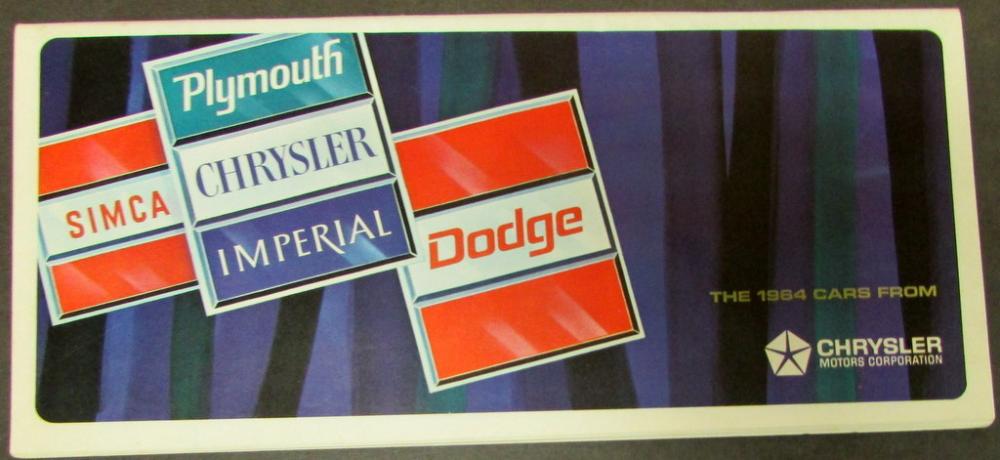 SIMCA
Plymouth
CHRYSLER
IMPERIAL
Dodge
THE 1964 CARS FROM
CHRYSLER
MOTORS CORPORATION